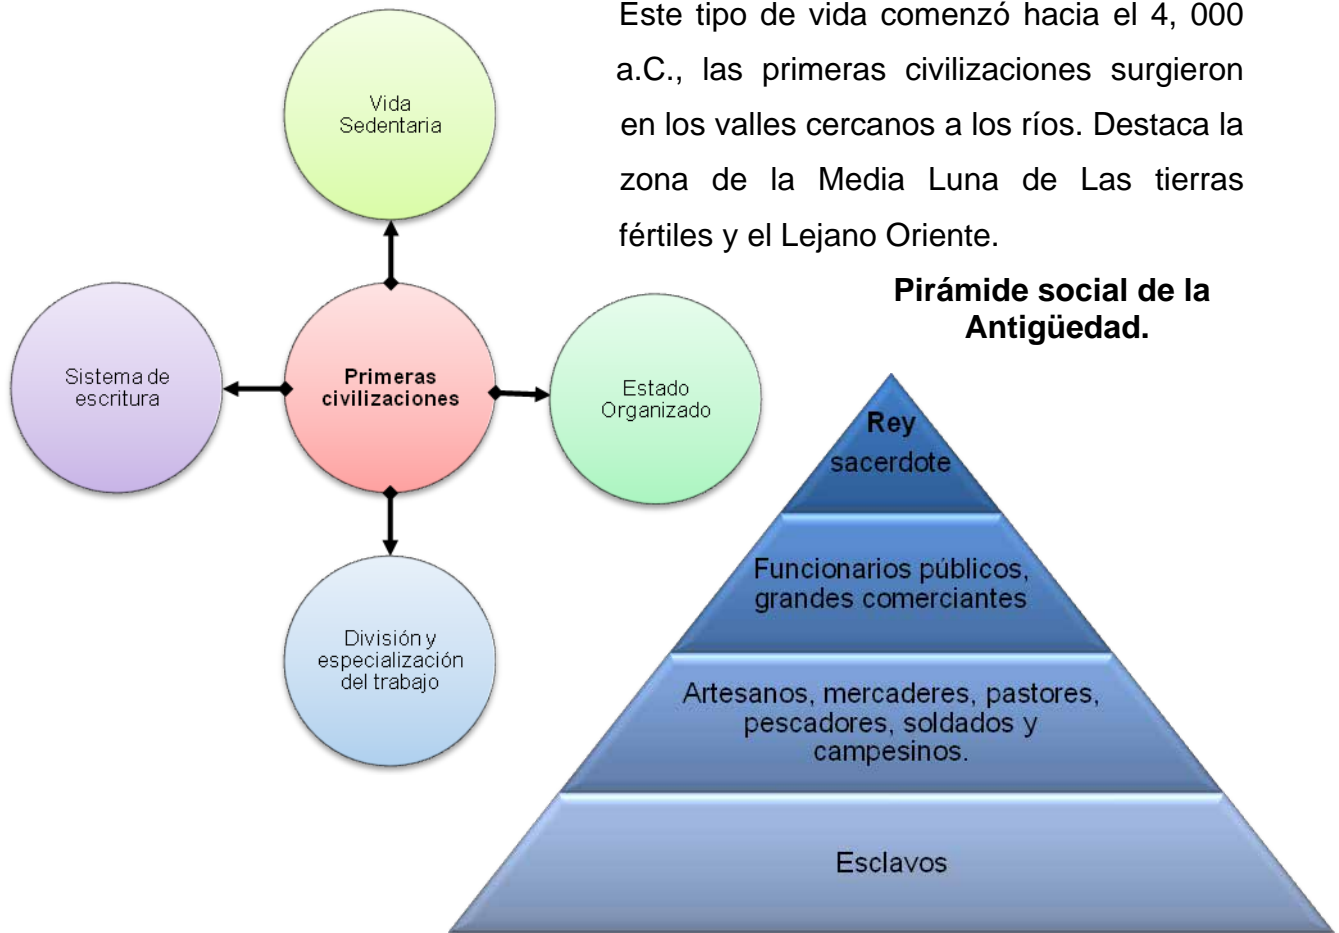 Este tipo de vida comenzó hacia el 4, 000
a.C., las primeras civilizaciones surgieron
en los valles cercanos a los ríos. Destaca la
zona de la Media Luna de Las tierras
fértiles y el Lejano Oriente.
Vida
Sedentaria
Sistema de
escritura
Primeras
civilizaciones
Estado
Organizado
División y
especialización
del trabajo
Pirámide social de la
Antigüedad.
Rey
sacerdote
Funcionarios públicos,
grandes comerciantes
Artesanos, mercaderes, pastores,
pescadores, soldados y
campesinos.
Esclavos